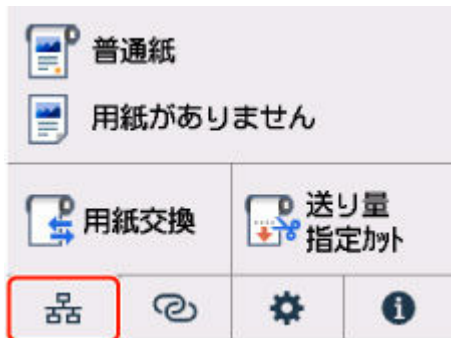 普通紙
用紙がありません
用紙交換
送り量
指定ｶｯﾄ